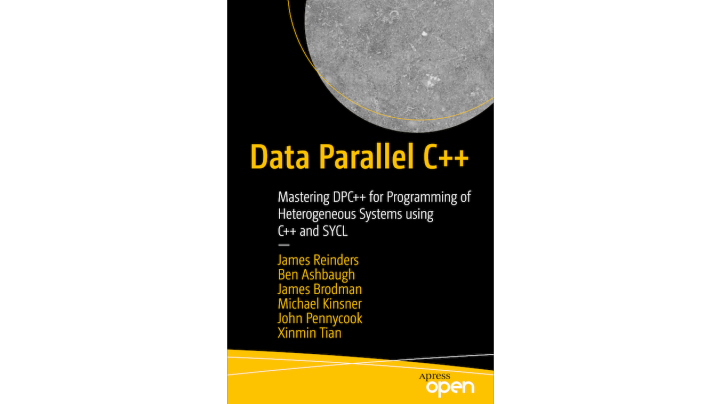 Data Parallel C++
Mastering DPC++ for Programming of
Heterogeneous Systems using
C++ and SYCL
—
James Reinders
Ben Ashbaugh
James Brodman
Michael Kinsner
John Pennycook
Xinmin Tian
Apress
open